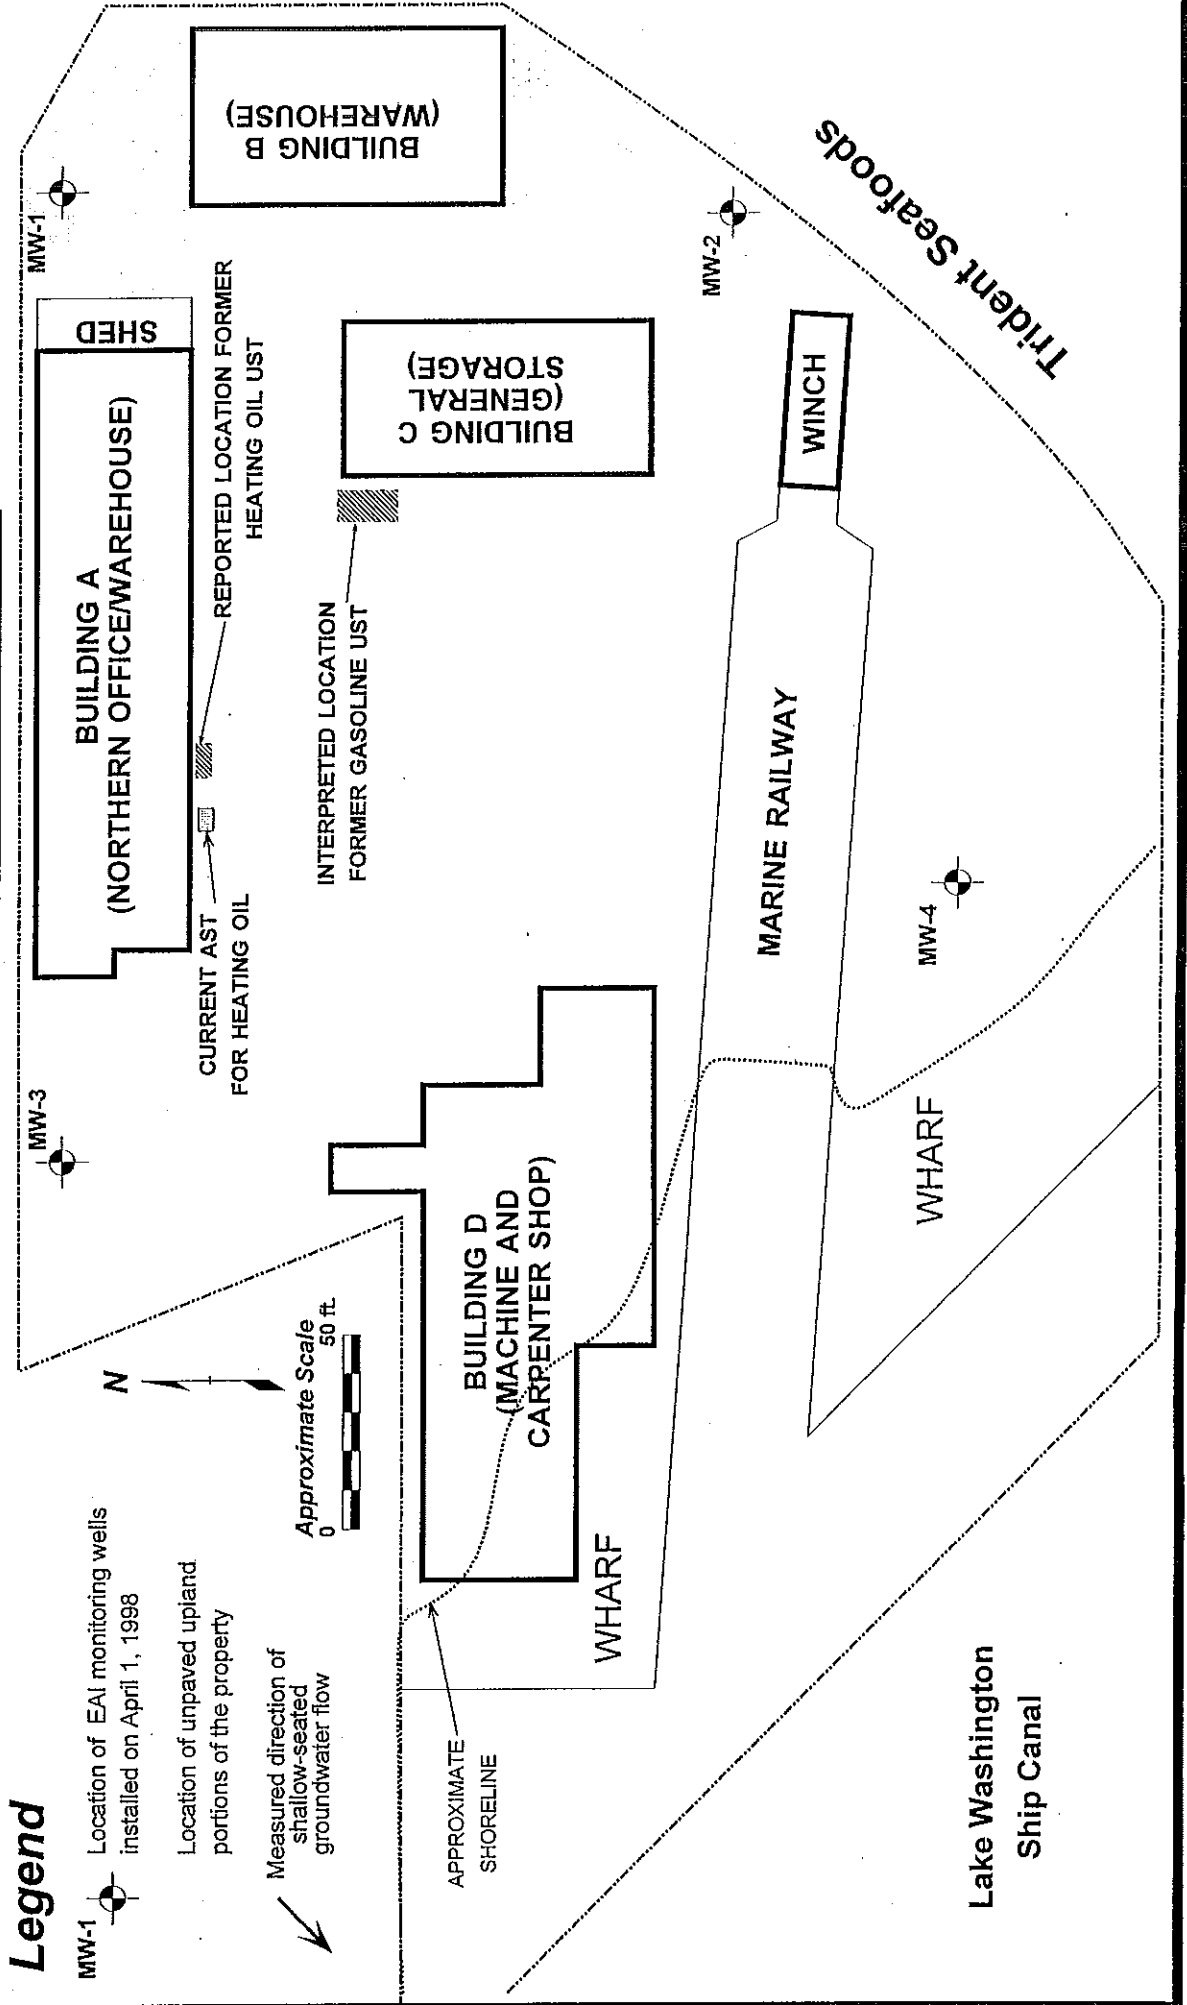 Legend
MW-1
Location of EAI monitoring wells
installed on April 1, 1998
Location of unpaved upland
portions of the property
Measured direction of
shallow-seated
groundwater flow
N
Approximate Scale
0
50 ft.
MW-3
BUILDING A
(NORTHERN OFFICE/WAREHOUSE)
SHED
MW-1
CURRENT AST
FOR HEATING OIL
REPORTED LOCATION FORMER
HEATING OIL UST
BUILDING B
(WAREHOUSE)
INTERPRETED LOCATION
FORMER GASOLINE UST
BUILDING C
(GENERAL
STORAGE)
APPROXIMATE
SHORELINE
BUILDING D
(MACHINE AND
CARPENTER SHOP)
WHARF
MW-2
MARINE RAILWAY
WINCH
Trident Seafoods
MW-4
WHARF
Lake Washington
Ship Canal